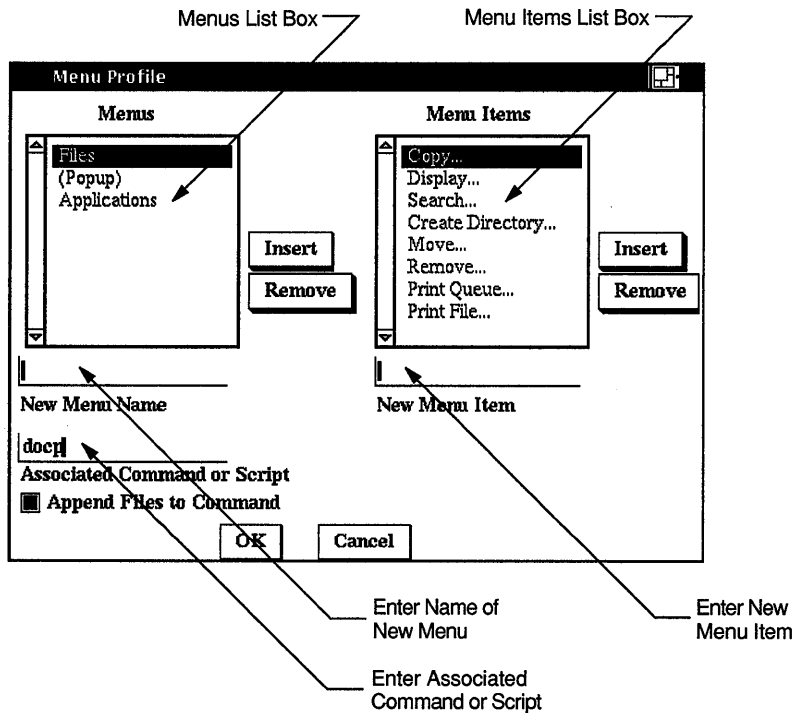 Menus List Box
Menu Items List Box
Menu Profile
Menus
Menu Items
Files
(Popup)
Applications
Insert
Remove
Copy...
Display...
Search...
Create Directory...
Move...
Remove...
Print Queue...
Print File...
Insert
Remove
New Menu Name
New Menu Item
docp
Associated Command or Script
Append Files to Command
OK
Cancel
Enter Name of
New Menu
Enter New
Menu Item
Enter Associated
Command or Script